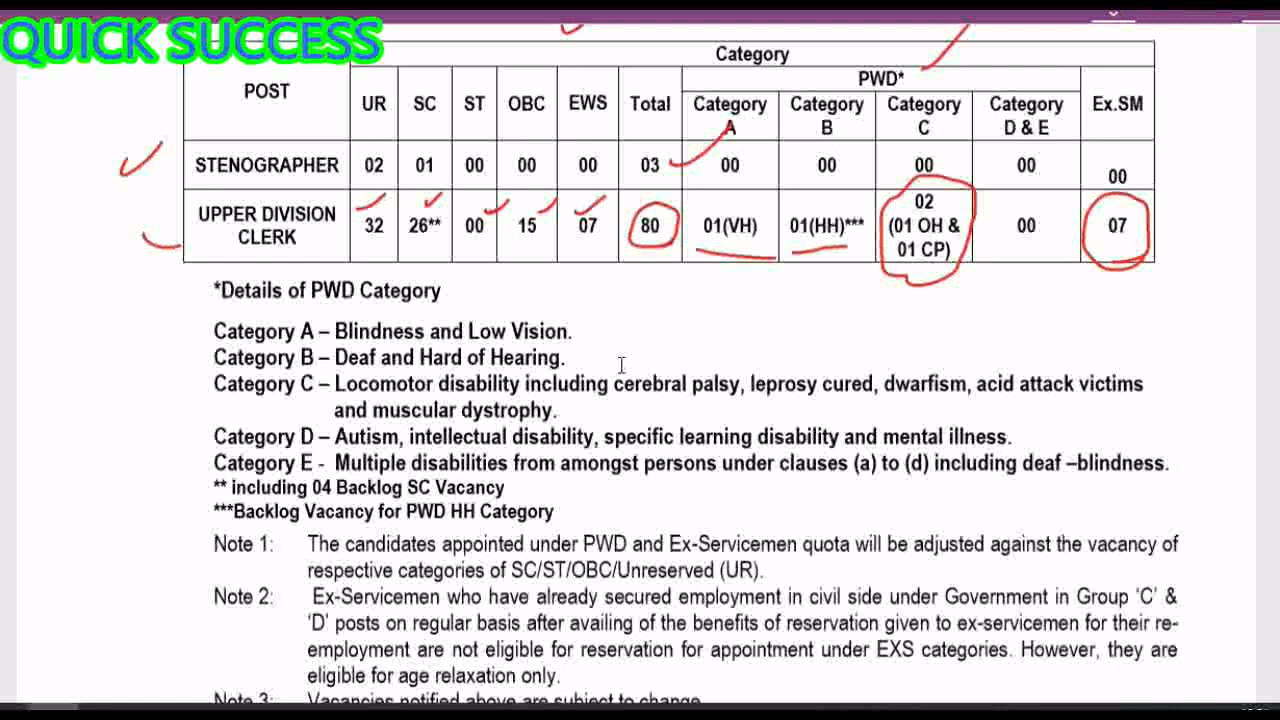 QUICK SUCCESS
Category
POST UR SC ST OBC EWS Total PWD* Ex.SM
Category A Category B Category C Category D & E
STENOGRAPHER 02 01 00 00 00 03 00 00 00 00 00
UPPER DIVISION CLERK 32 26** 00 15 07 80 01(VH) 01(HH)*** 02 (01 OH & 01 CP) 00 07
*Details of PWD Category
Category A – Blindness and Low Vision.
Category B – Deaf and Hard of Hearing.
Category C – Locomotor disability including cerebral palsy, leprosy cured, dwarfism, acid attack victims
and muscular dystrophy.
Category D – Autism, intellectual disability, specific learning disability and mental illness.
Category E - Multiple disabilities from amongst persons under clauses (a) to (d) including deaf –blindness.
** including 04 Backlog SC Vacancy
***Backlog Vacancy for PWD HH Category
Note 1: The candidates appointed under PWD and Ex-Servicemen quota will be adjusted against the vacancy of
respective categories of SC/ST/OBC/Unreserved (UR).
Note 2: Ex-Servicemen who have already secured employment in civil side under Government in Group ‘C’ &
‘D’ posts on regular basis after availing of the benefits of reservation given to ex-servicemen for their re-
employment are not eligible for reservation for appointment under EXS categories. However, they are
eligible for age relaxation only.
Note 3: Vacancies notified above are subject to change.